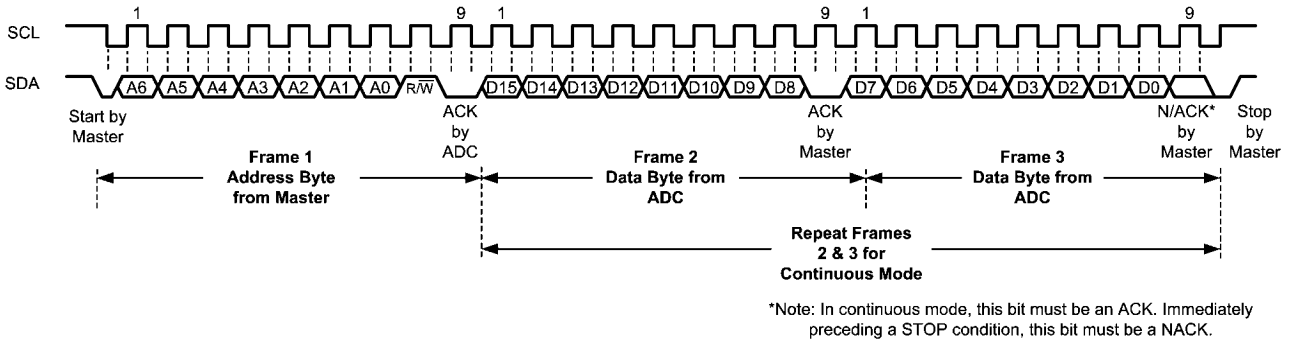 1 9 1 9 1 9
SCL
SDA A6 A5 A4 A3 A2 A1 A0 R/W D15 D14 D13 D12 D11 D10 D9 D8 D7 D6 D5 D4 D3 D2 D1 D0
Start by
Master
ACK
by
ADC
ACK
by
Master
N/ACK*
by
Master
Stop
by
Master
Frame 1
Address Byte
from Master
Frame 2
Data Byte from
ADC
Frame 3
Data Byte from
ADC
Repeat Frames
2 & 3 for
Continuous Mode
*Note: In continuous mode, this bit must be an ACK. Immediately
preceding a STOP condition, this bit must be a NACK.